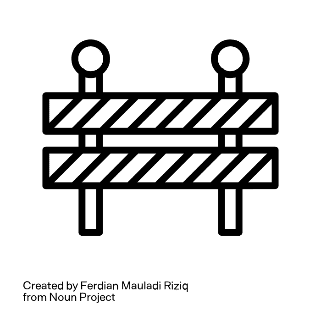 Created by Ferdian Mauladi Riziq
from Noun Project